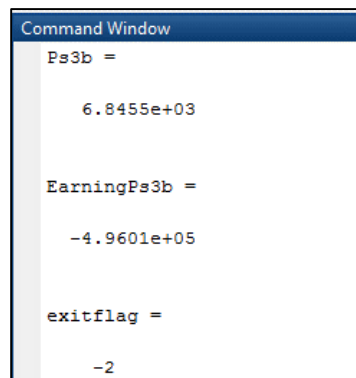 Command Window
Ps3b =
6.8455e+03
EarningPs3b =
-4.9601e+05
exitflag =
-2